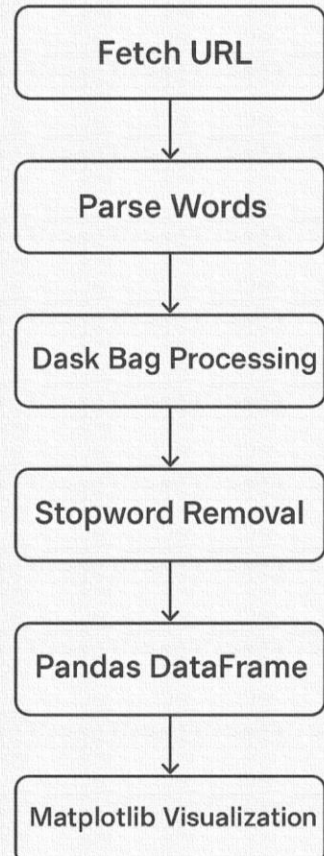 Fetch URL
Parse Words
Dask Bag Processing
Stopword Removal
Pandas DataFrame
Matplotlib Visualization